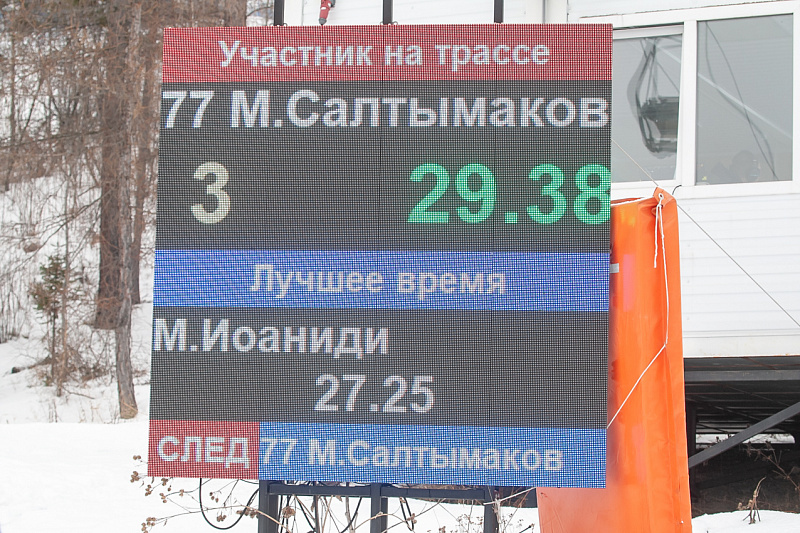 Участник на трассе
77 М.Салтымаков
3 29.38
Лучшее время
М.Иоаниди
27.25
СЛЕД 77 М.Салтымаков